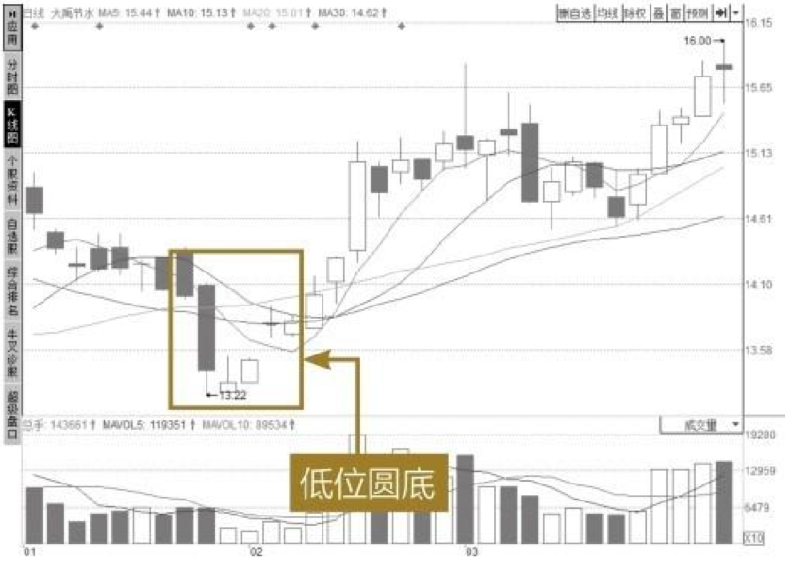 日线 大禹节水 MA5: 15.44↑ MA10: 15.13↑ MA20: 15.01↑ MA30: 14.62↑
删自选 均线 除权 叠 窗 预测
应用
分时图
K线图
个股资料
自选股
综合排名
牛叉诊股
超级盘口
16.15
16.00→
15.65
15.13
14.61
14.10
13.58
←13.22
低位圆底
总手: 143661↑ MAVOL5: 119351↑ MAVOL10: 89534↑
成交量
19280
12959
6479
X10
01
02
03